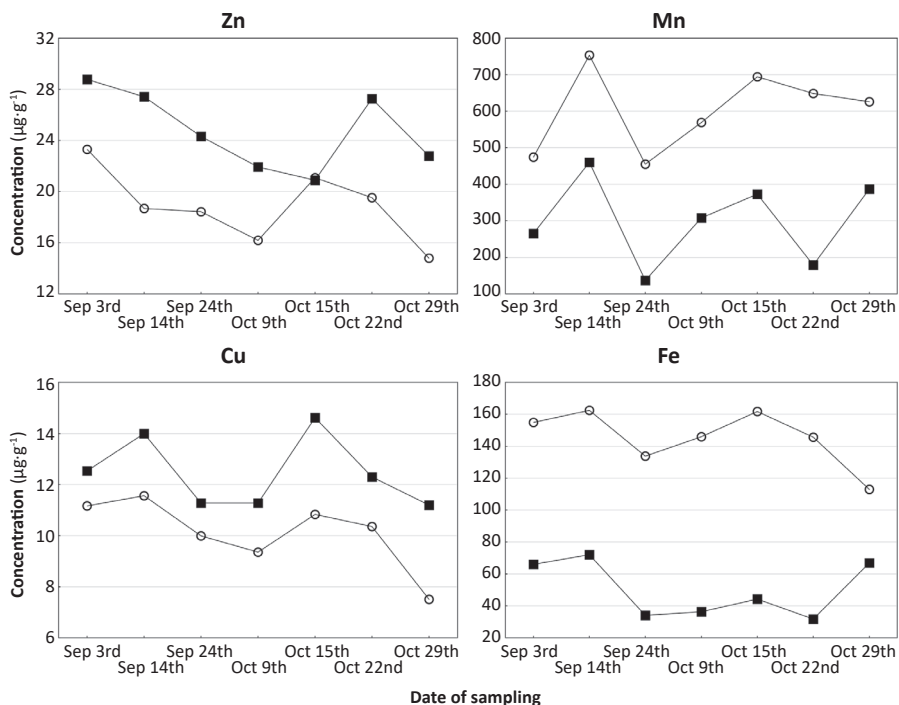 Zn
Mn
32
28
24
20
16
12
Concentration (µg·g⁻¹)
800
700
600
500
400
300
200
100
Sep 3rd
Sep 14th
Sep 24th
Oct 9th
Oct 15th
Oct 22nd
Oct 29th
Sep 3rd
Sep 14th
Sep 24th
Oct 9th
Oct 15th
Oct 22nd
Oct 29th
Cu
Fe
16
14
12
10
8
6
Concentration (µg·g⁻¹)
180
160
140
120
100
80
60
40
20
Sep 3rd
Sep 14th
Sep 24th
Oct 9th
Oct 15th
Oct 22nd
Oct 29th
Sep 3rd
Sep 14th
Sep 24th
Oct 9th
Oct 15th
Oct 22nd
Oct 29th
Date of sampling